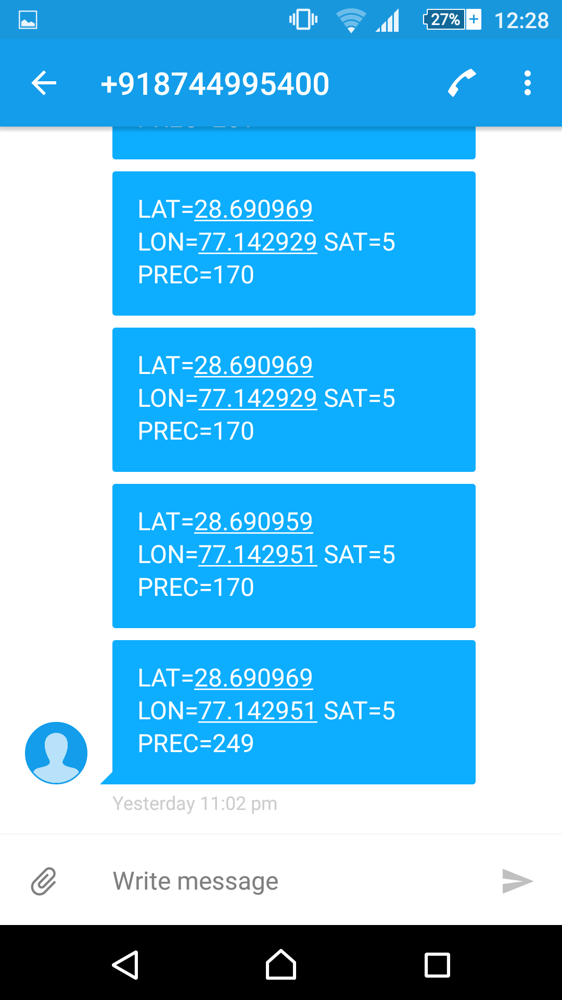 27% 12:28
+918744995400
LAT=28.690969
LON=77.142929 SAT=5
PREC=170
LAT=28.690969
LON=77.142929 SAT=5
PREC=170
LAT=28.690959
LON=77.142951 SAT=5
PREC=170
LAT=28.690969
LON=77.142951 SAT=5
PREC=249
Yesterday 11:02 pm
Write message